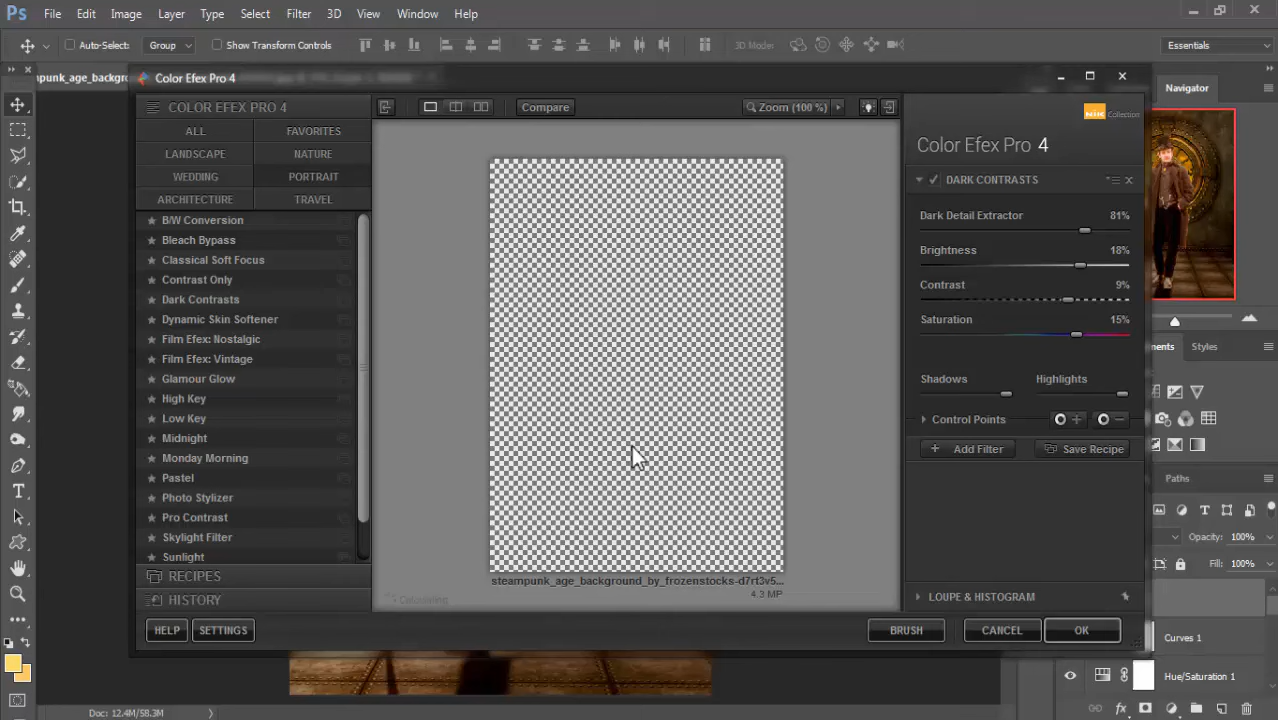 Ps File Edit Image Layer Type Select Filter 3D View Window Help
Auto-Select: Group Show Transform Controls 3D Mode: Essentials
Color Efex Pro 4
Navigator
COLOR EFEX PRO 4
Compare
Zoom (100 %)
Nik Collection
ALL FAVORITES
LANDSCAPE NATURE
WEDDING PORTRAIT
ARCHITECTURE TRAVEL
B/W Conversion
Bleach Bypass
Classical Soft Focus
Contrast Only
Dark Contrasts
Dynamic Skin Softener
Film Efex: Nostalgic
Film Efex: Vintage
Glamour Glow
High Key
Low Key
Midnight
Monday Morning
Pastel
Photo Stylizer
Pro Contrast
Skylight Filter
Sunlight
RECIPES
HISTORY
HELP SETTINGS
steampunk_age_background_by_frozenstocks-d7rt3v5...
4.3 MP
Calculating
Color Efex Pro 4
DARK CONTRASTS
Dark Detail Extractor 81%
Brightness 18%
Contrast 9%
Saturation 15%
Shadows Highlights
Control Points
Add Filter Save Recipe
LOUPE & HISTOGRAM
BRUSH CANCEL OK
Styles
Paths
Opacity: 100%
Fill: 100%
Curves 1
Hue/Saturation 1
fx
Doc: 12.4M/58.3M